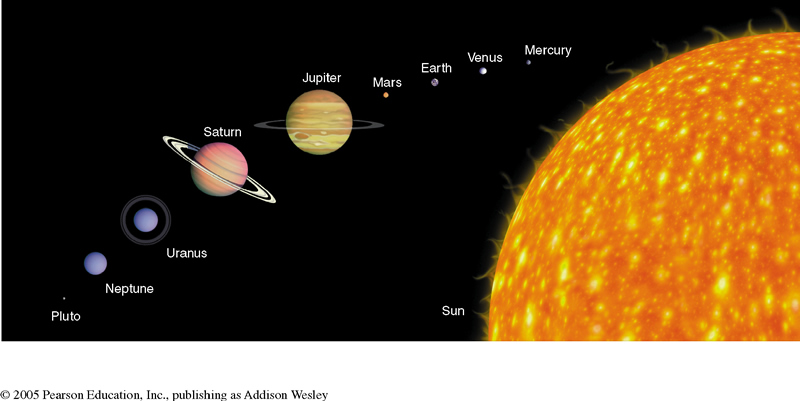 Mercury
Venus
Earth
Mars
Jupiter
Saturn
Uranus
Neptune
Pluto
Sun
© 2005 Pearson Education, Inc., publishing as Addison Wesley